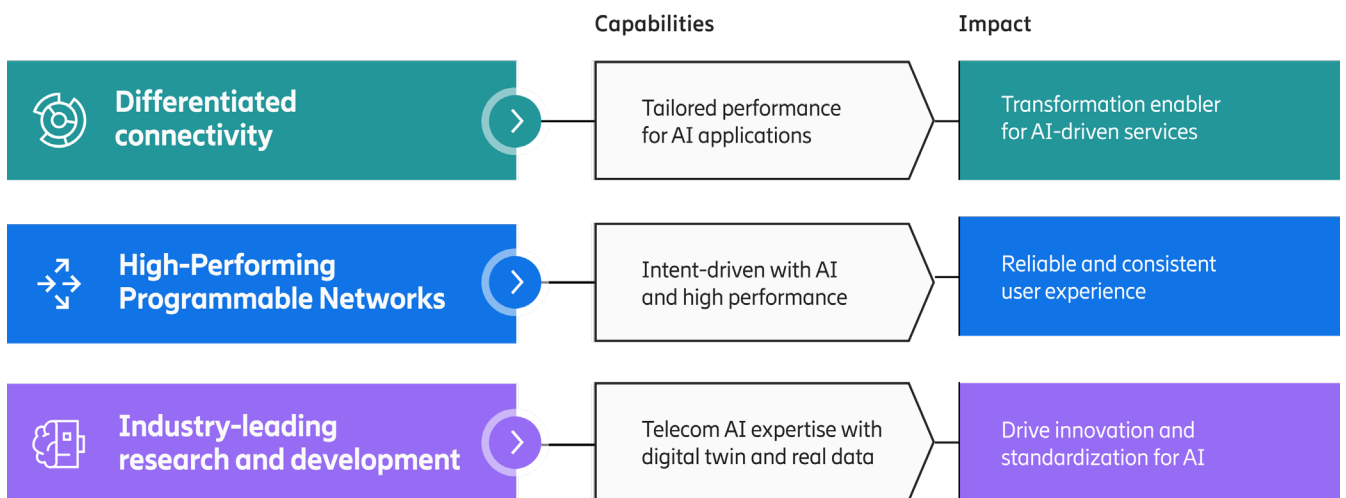 Capabilities
Impact
Differentiated
connectivity
Tailored performance
for AI applications
Transformation enabler
for AI-driven services
High-Performing
Programmable Networks
Intent-driven with AI
and high performance
Reliable and consistent
user experience
Industry-leading
research and development
Telecom AI expertise with
digital twin and real data
Drive innovation and
standardization for AI